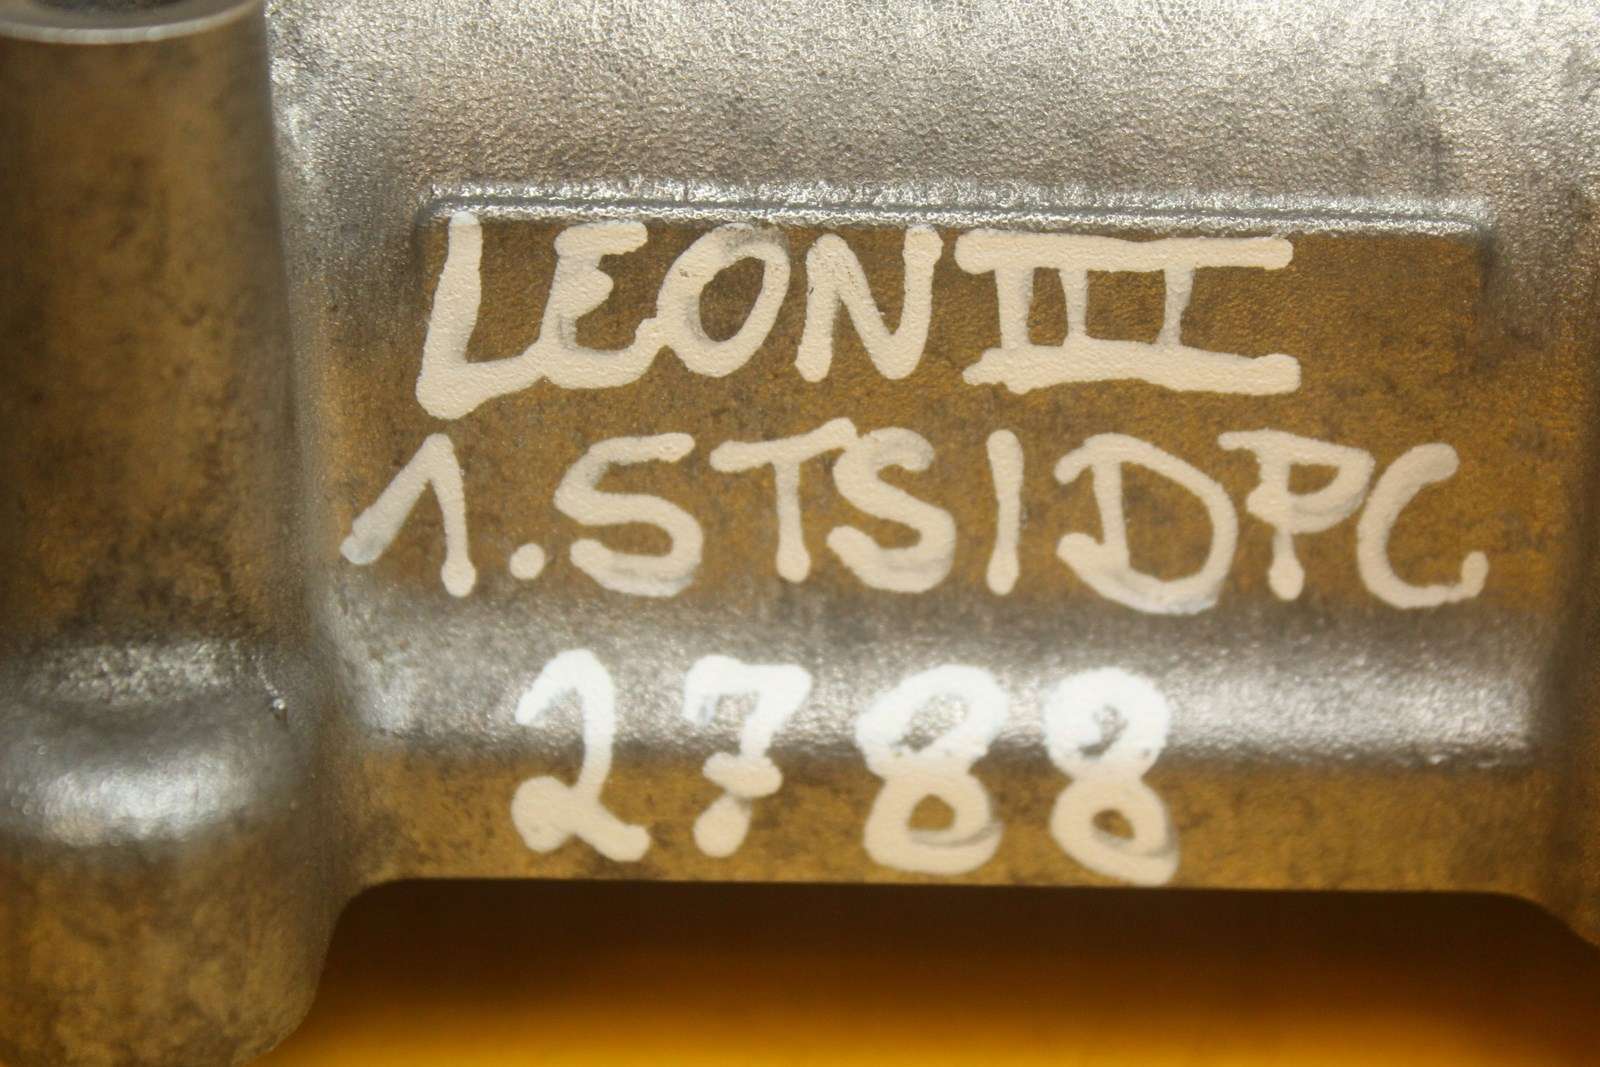 LEON III
1.5TSI DPC
2788